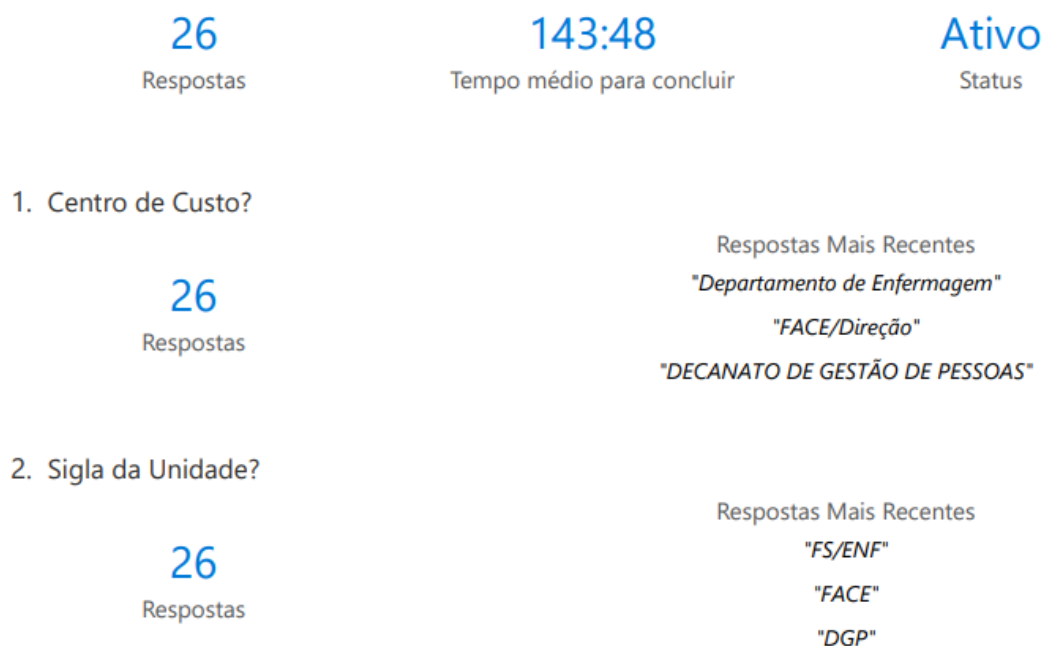 26
Respostas
143:48
Tempo médio para concluir
Ativo
Status
1. Centro de Custo?
26
Respostas
Respostas Mais Recentes
"Departamento de Enfermagem"
"FACE/Direção"
"DECANATO DE GESTÃO DE PESSOAS"
2. Sigla da Unidade?
26
Respostas
Respostas Mais Recentes
"FS/ENF"
"FACE"
"DGP"